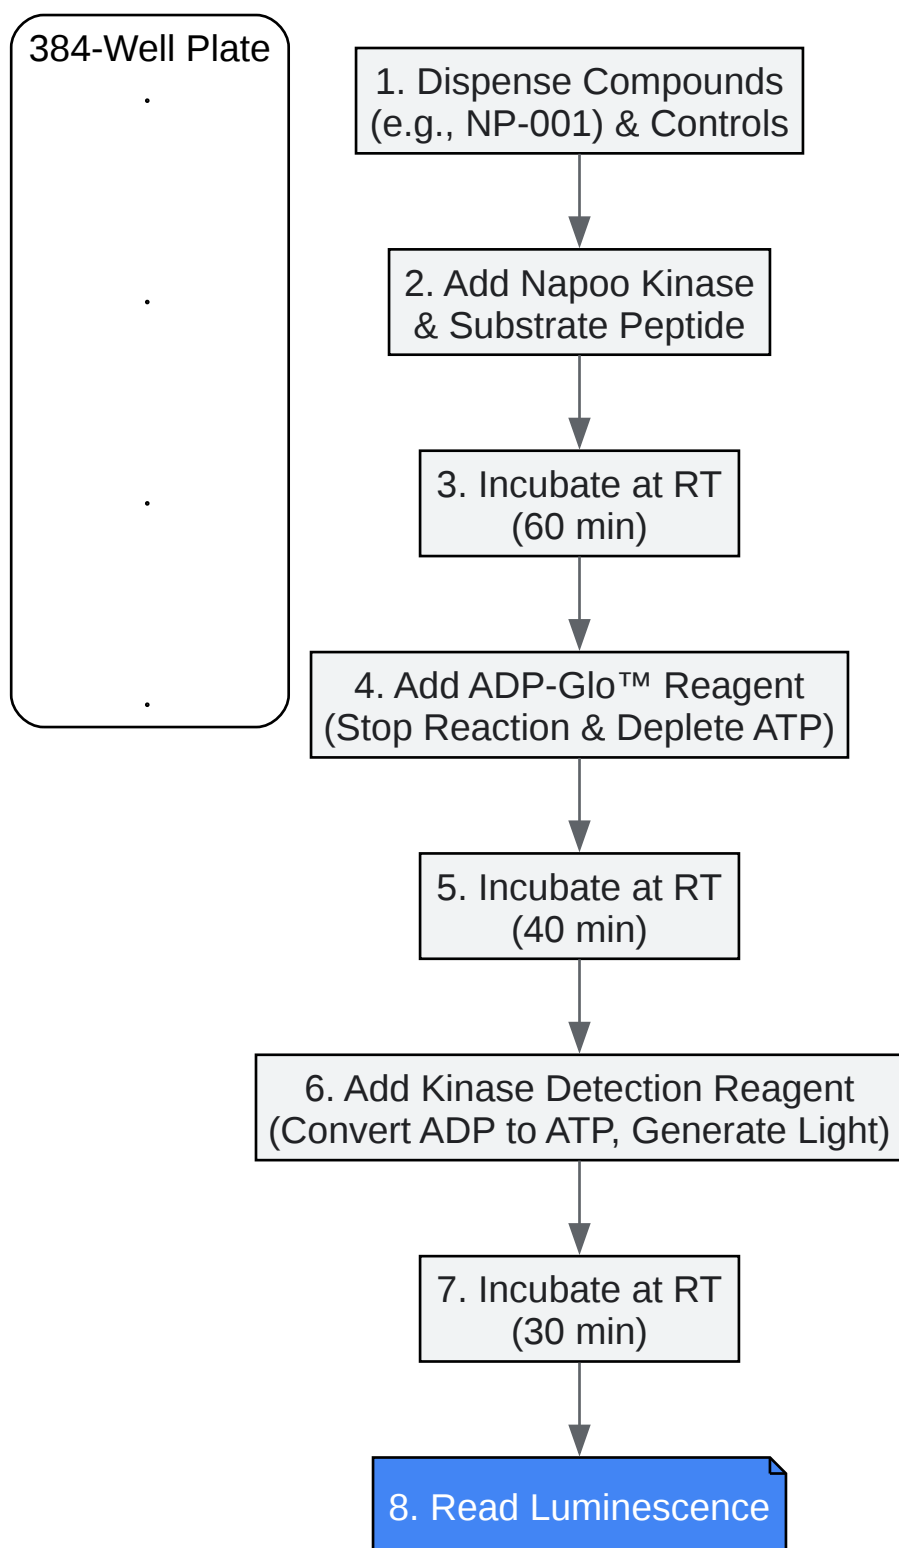 384-Well Plate
1. Dispense Compounds
(e.g., NP-001) & Controls
2. Add Napoo Kinase
& Substrate Peptide
3. Incubate at RT
(60 min)
4. Add ADP-Glo™ Reagent
(Stop Reaction & Deplete ATP)
5. Incubate at RT
(40 min)
6. Add Kinase Detection Reagent
(Convert ADP to ATP, Generate Light)
7. Incubate at RT
(30 min)
8. Read Luminescence